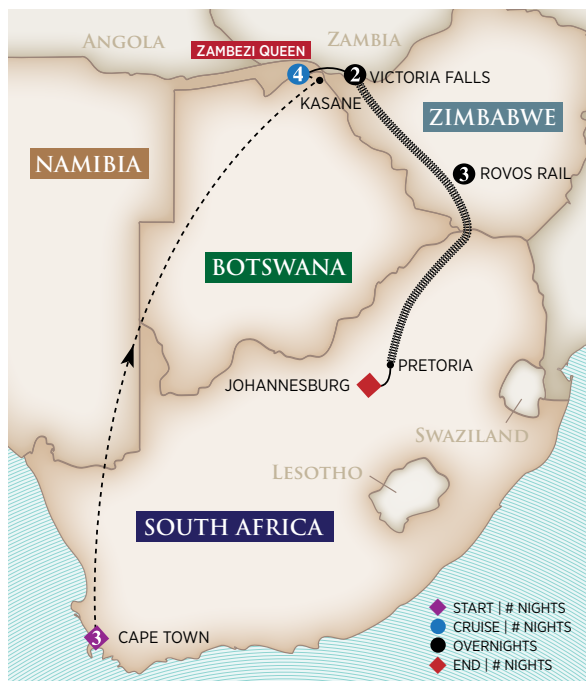 ANGOLA
ZAMBIA
ZAMBEZI QUEEN
4
2
VICTORIA FALLS
KASANE
ZIMBABWE
NAMIBIA
3
ROVOS RAIL
BOTSWANA
PRETORIA
JOHANNESBURG
SWAZILAND
LESOTHO
SOUTH AFRICA
3
CAPE TOWN
START | # NIGHTS
CRUISE | # NIGHTS
OVERNIGHTS
END | # NIGHTS